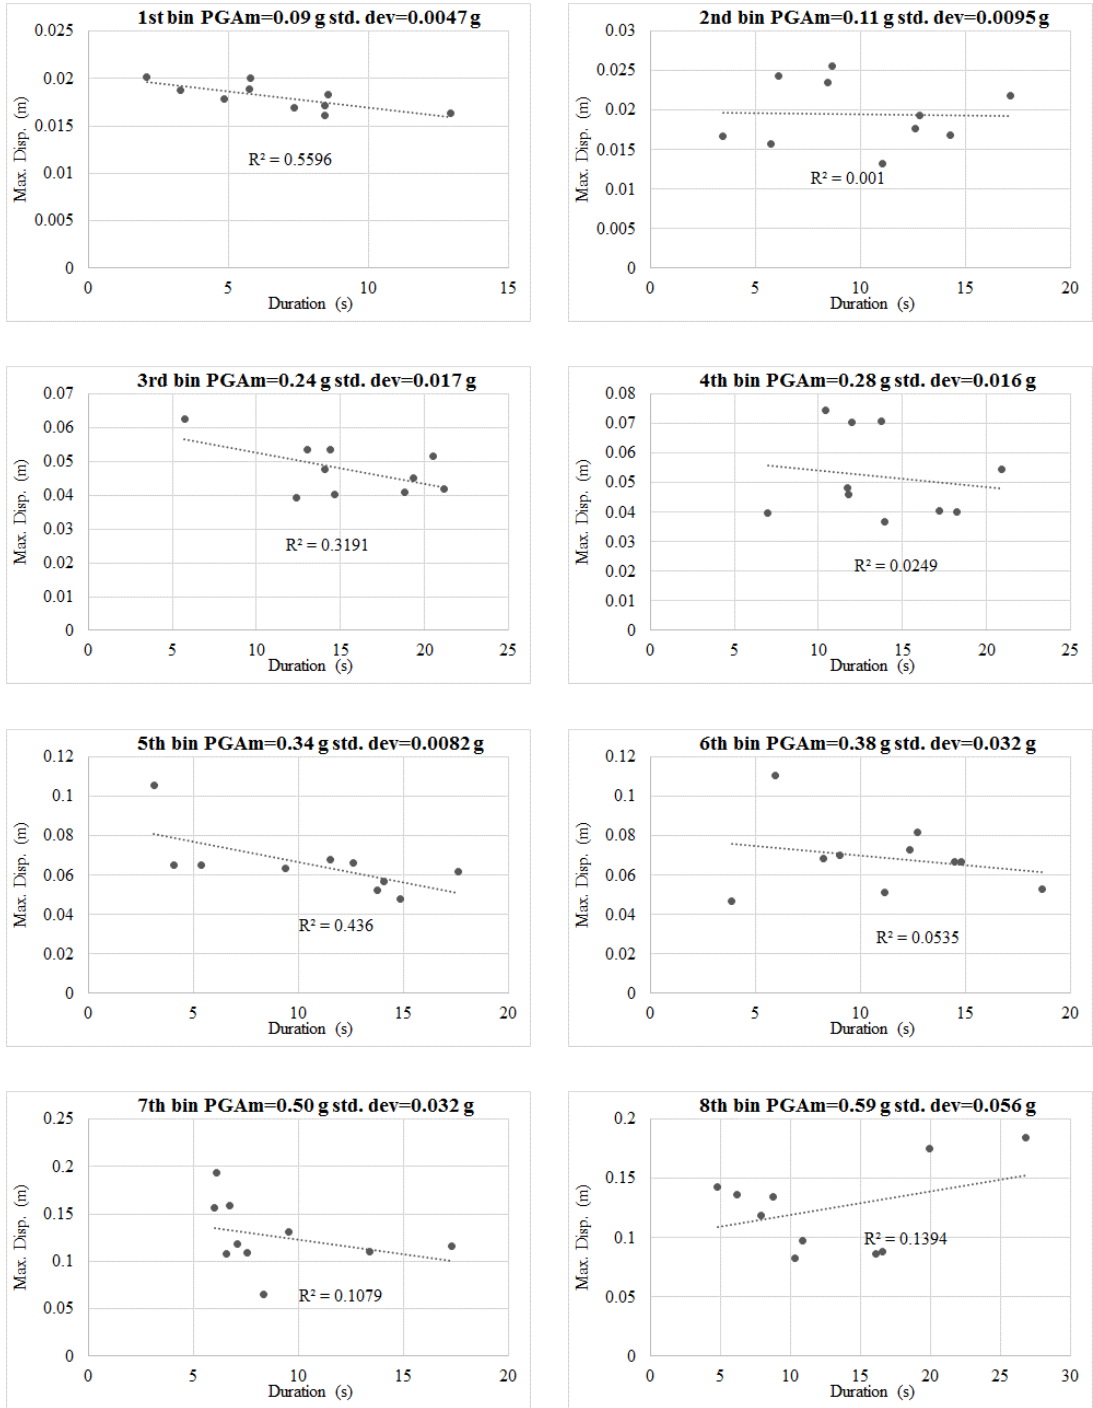 1st bin PGAm=0.09 g std. dev=0.0047 g
0.025
0.02
0.015
0.01
0.005
0
Max. Disp. (m)
R² = 0.5596
0 5 10 15
Duration (s)
2nd bin PGAm=0.11 g std. dev=0.0095 g
0.03
0.025
0.02
0.015
0.01
0.005
0
Max. Disp. (m)
R² = 0.001
0 5 10 15 20
Duration (s)
3rd bin PGAm=0.24 g std. dev=0.017 g
0.07
0.06
0.05
0.04
0.03
0.02
0.01
0
Max. Disp. (m)
R² = 0.3191
0 5 10 15 20 25
Duration (s)
4th bin PGAm=0.28 g std. dev=0.016 g
0.08
0.07
0.06
0.05
0.04
0.03
0.02
0.01
0
Max. Disp. (m)
R² = 0.0249
0 5 10 15 20 25
Duration (s)
5th bin PGAm=0.34 g std. dev=0.0082 g
0.12
0.1
0.08
0.06
0.04
0.02
0
Max. Disp. (m)
R² = 0.436
0 5 10 15 20
Duration (s)
6th bin PGAm=0.38 g std. dev=0.032 g
0.12
0.1
0.08
0.06
0.04
0.02
0
Max. Disp. (m)
R² = 0.0535
0 5 10 15 20
Duration (s)
7th bin PGAm=0.50 g std. dev=0.032 g
0.25
0.2
0.15
0.1
0.05
0
Max. Disp. (m)
R² = 0.1079
0 5 10 15 20
Duration (s)
8th bin PGAm=0.59 g std. dev=0.056 g
0.2
0.15
0.1
0.05
0
Max. Disp. (m)
R² = 0.1394
0 5 10 15 20 25 30
Duration (s)